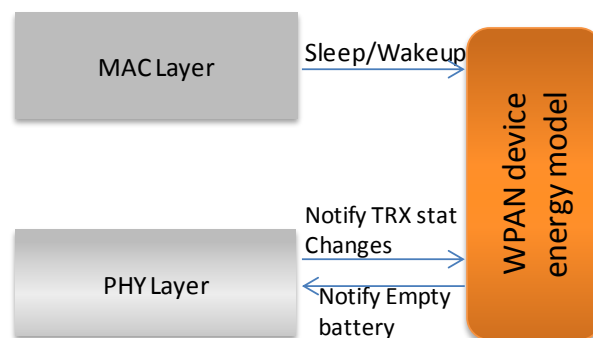 MAC Layer
Sleep/Wakeup
WPAN device
energy model
Notify TRX stat
Changes
PHY Layer
Notify Empty
battery